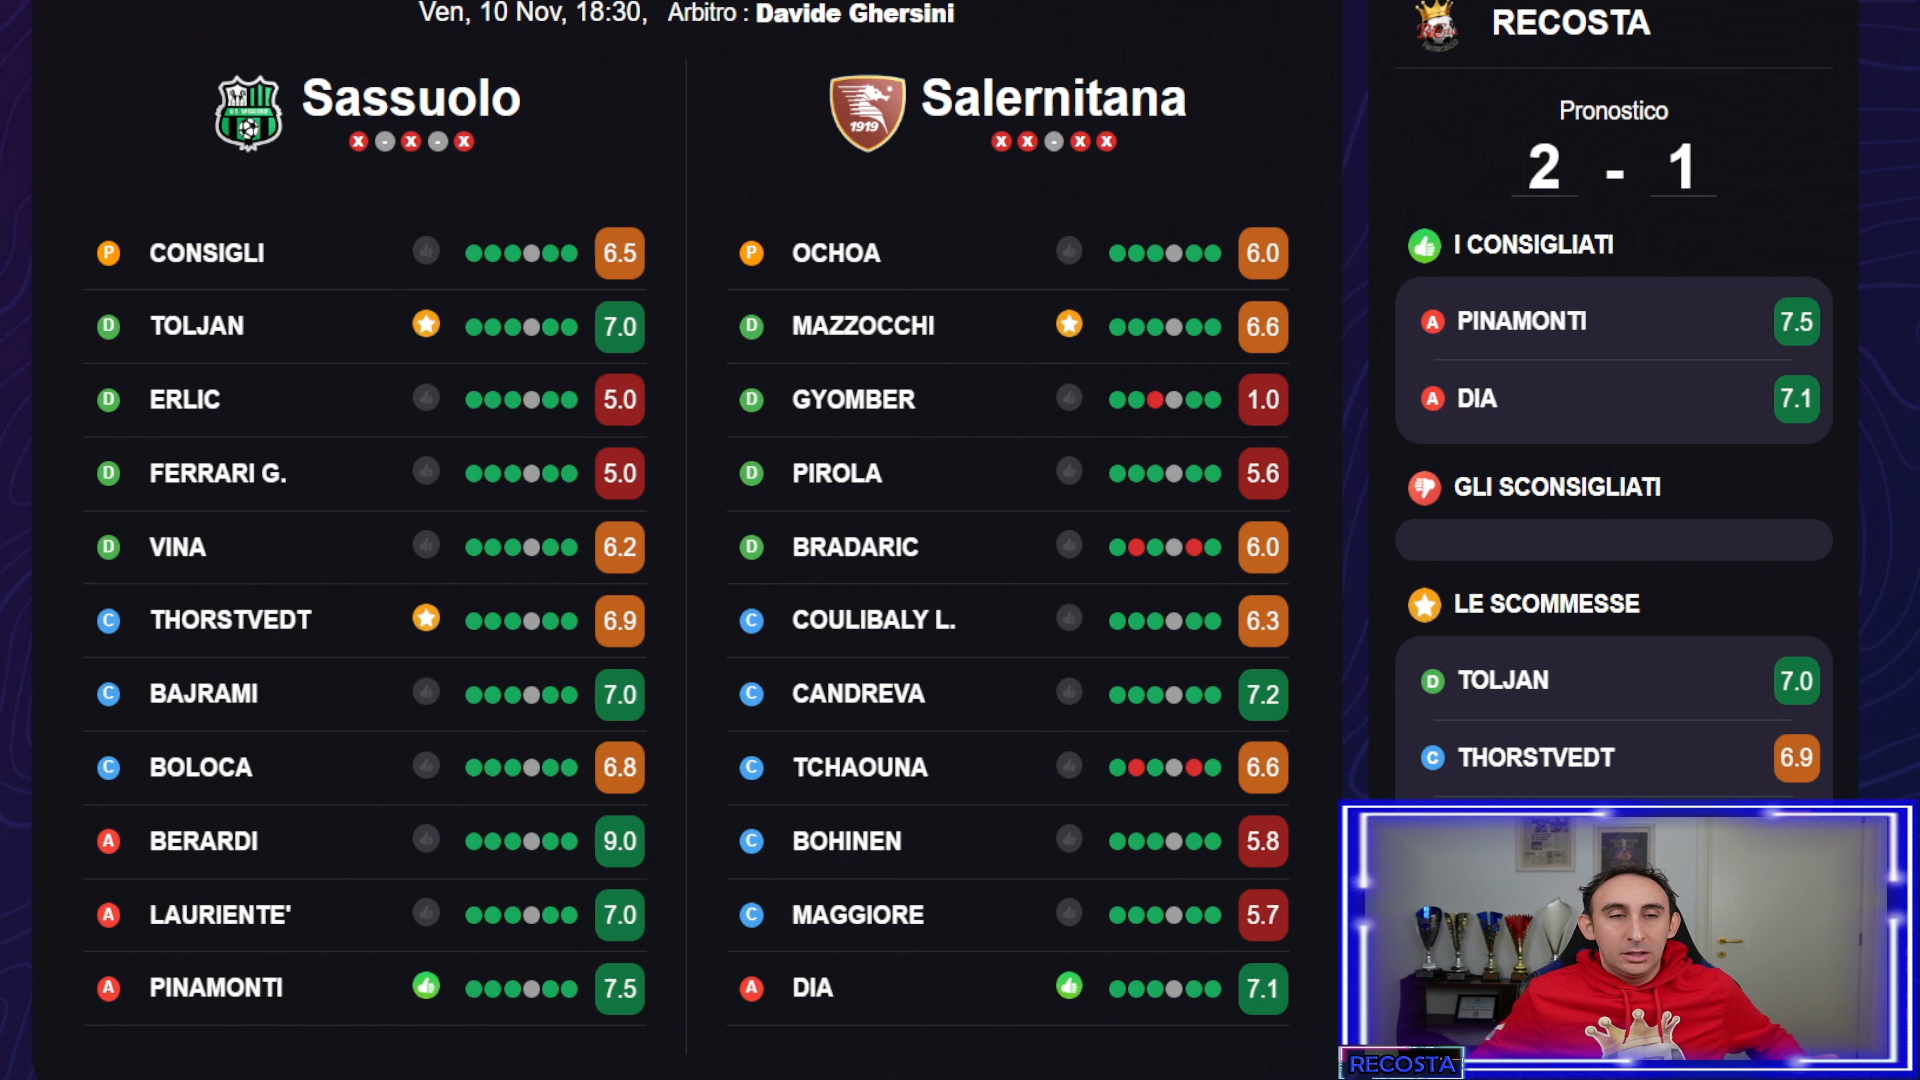 Ven, 10 Nov, 18:30, Arbitro : Davide Ghersini
Sassuolo
X - X - X
CONSIGLI 6.5
TOLJAN 7.0
ERLIC 5.0
FERRARI G. 5.0
VINA 6.2
THORSTVEDT 6.9
BAJRAMI 7.0
BOLOCA 6.8
BERARDI 9.0
LAURIENTE' 7.0
PINAMONTI 7.5
P
D
D
D
D
C
C
C
A
A
A
1919
Salernitana
X X - X X
P OCHOA 6.0
D MAZZOCCHI 6.6
D GYOMBER 1.0
D PIROLA 5.6
D BRADARIC 6.0
C COULIBALY L. 6.3
C CANDREVA 7.2
C TCHAOUNA 6.6
C BOHINEN 5.8
C MAGGIORE 5.7
A DIA 7.1
RECOSTA
Pronostico
2 - 1
I CONSIGLIATI
A PINAMONTI 7.5
A DIA 7.1
GLI SCONSIGLIATI
LE SCOMMESSE
D TOLJAN 7.0
C THORSTVEDT 6.9
RECOSTA